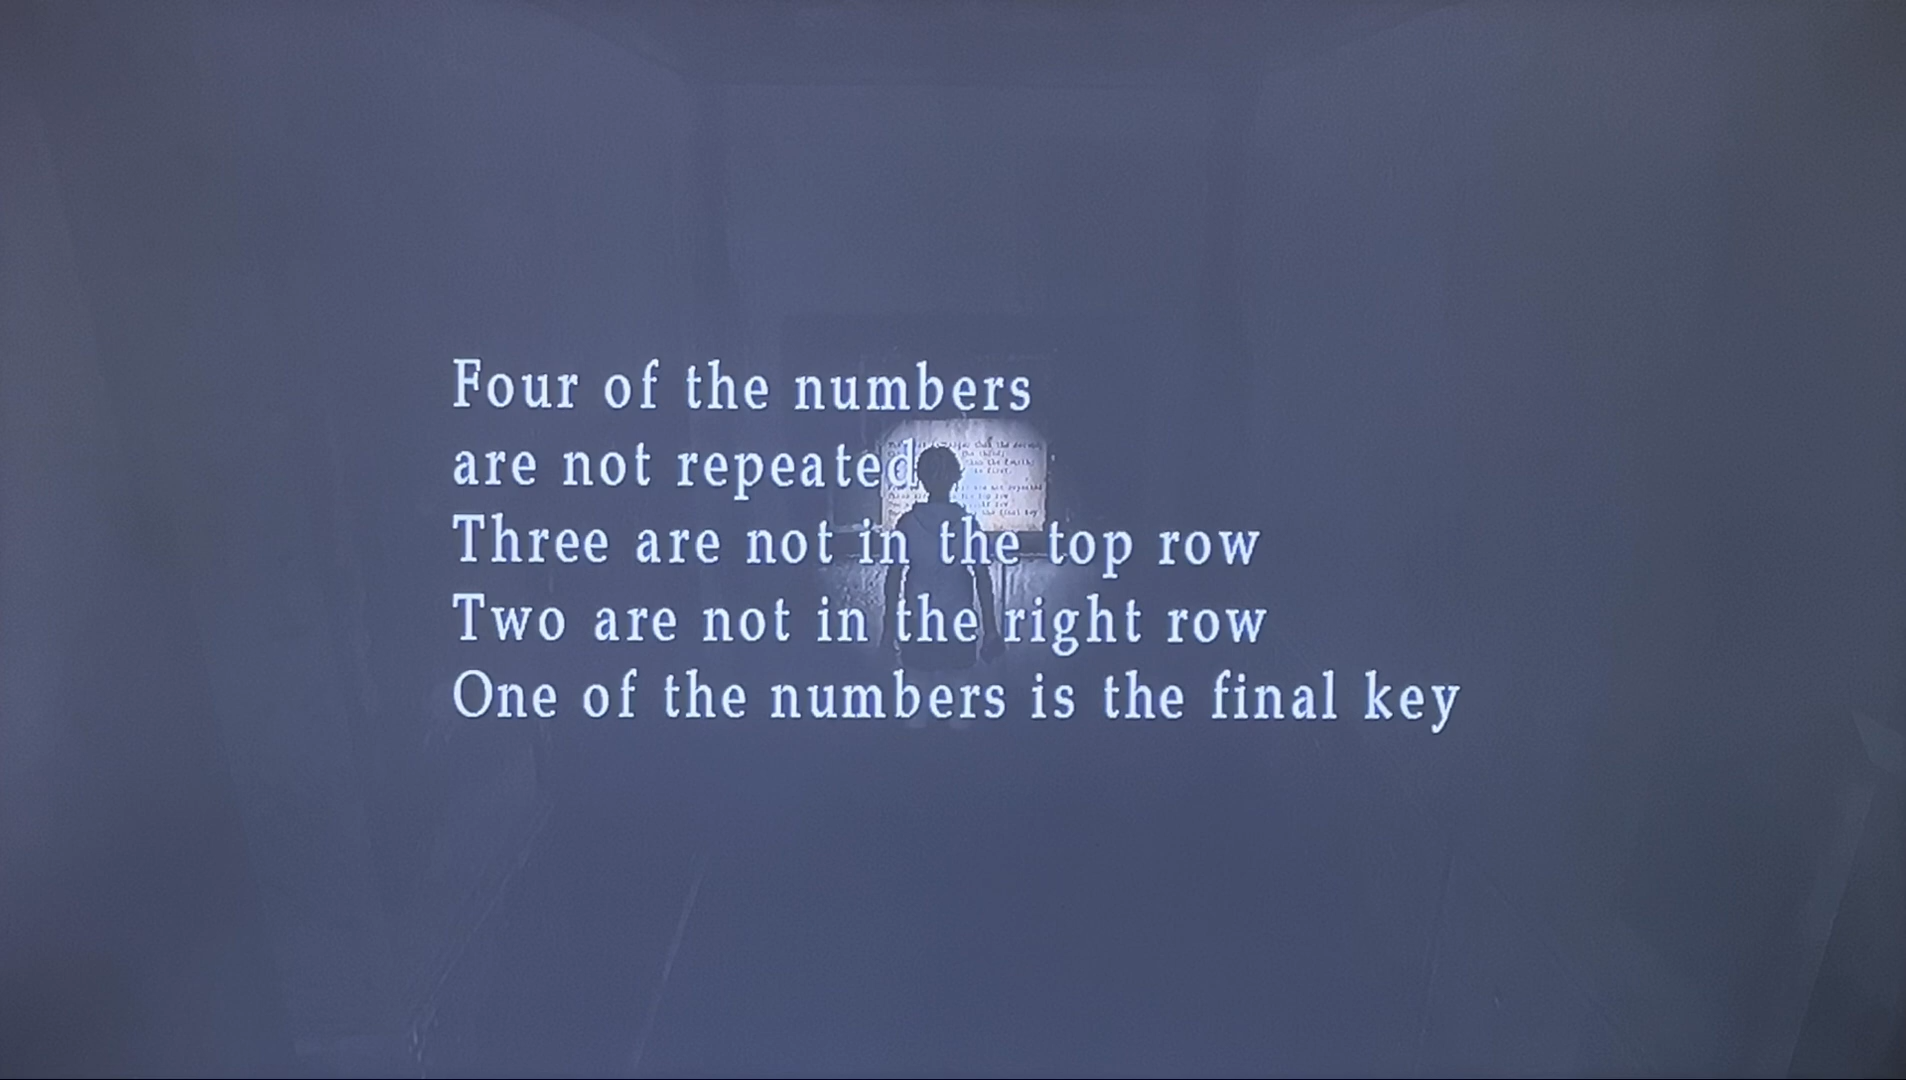 Four of the numbers
are not repeated
Three are not in the top row
Two are not in the right row
One of the numbers is the final key